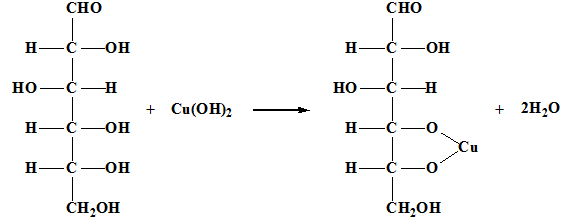 CHO CHO
H—C—OH H—C—OH
HO—C—H + Cu(OH)₂ HO—C—H + 2H₂O
H—C—OH H—C—O
Cu
H—C—OH H—C—O
CH₂OH CH₂OH